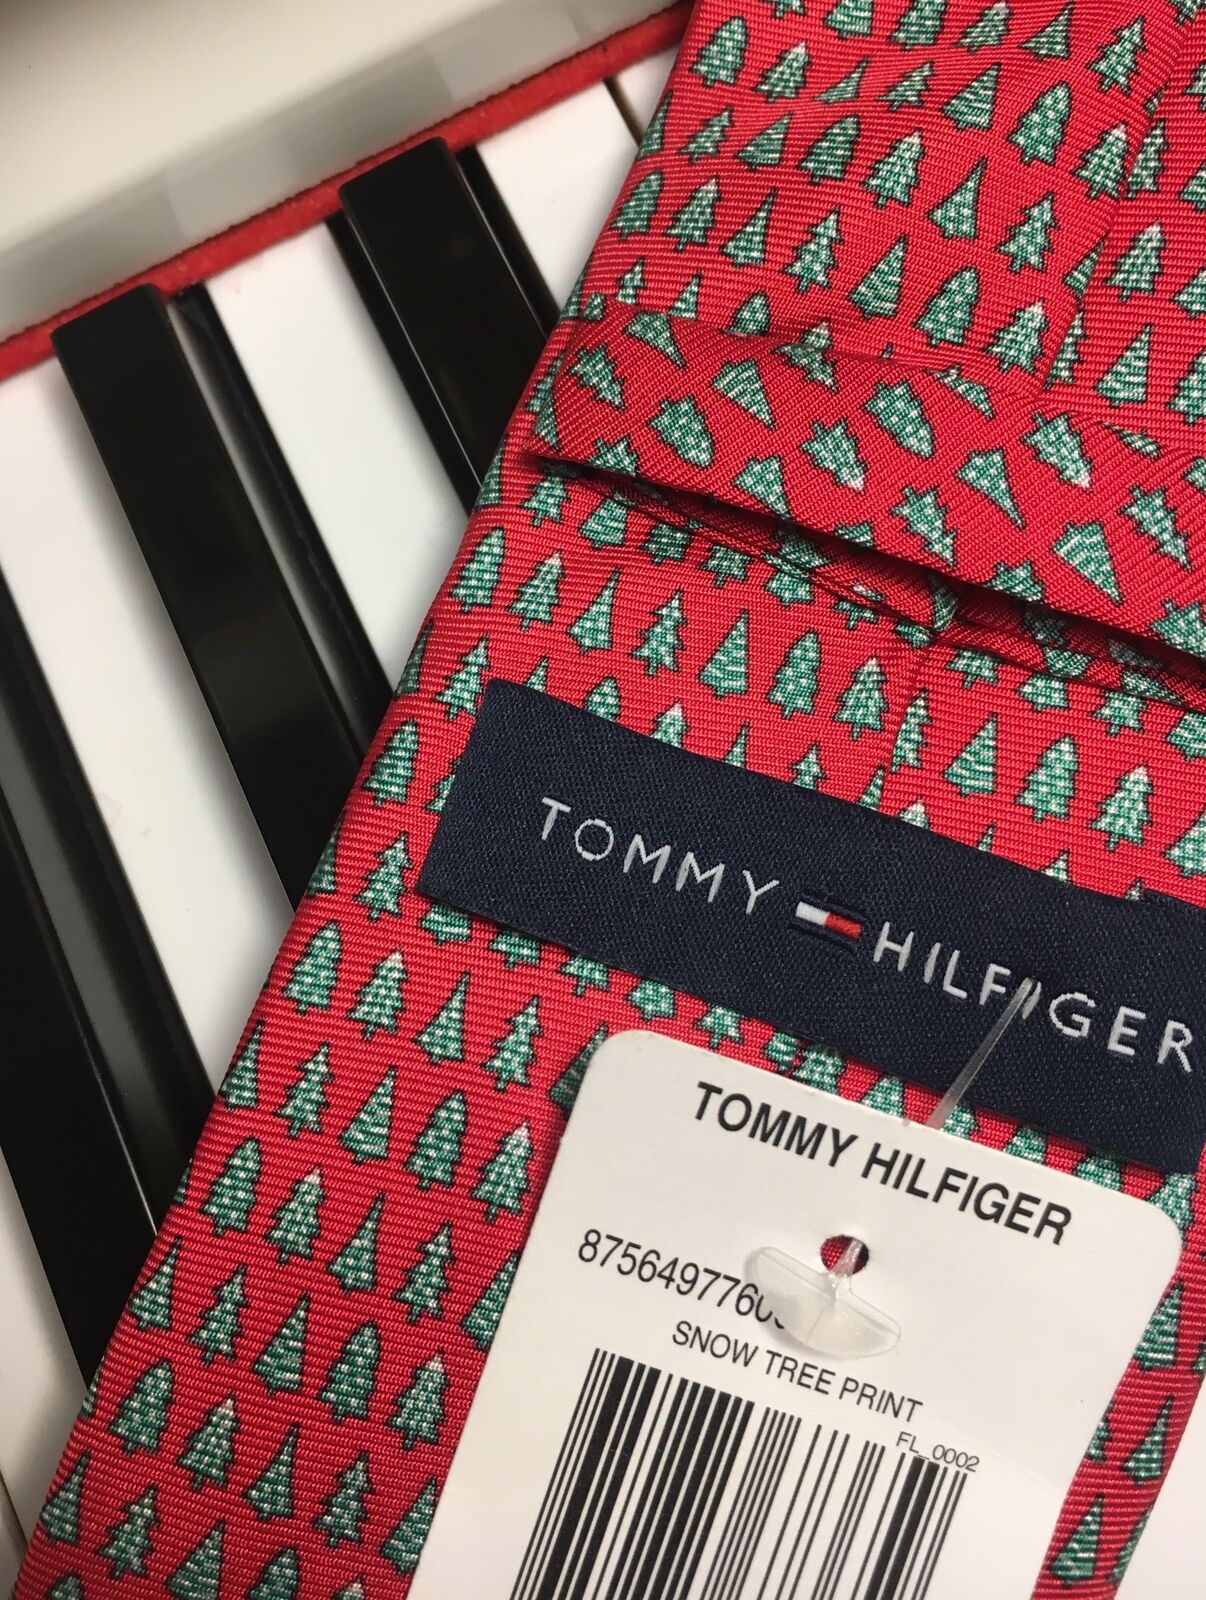 TOMMY HILFIGER
TOMMY HILFIGER
SNOW TREE PRINT
FL_0002